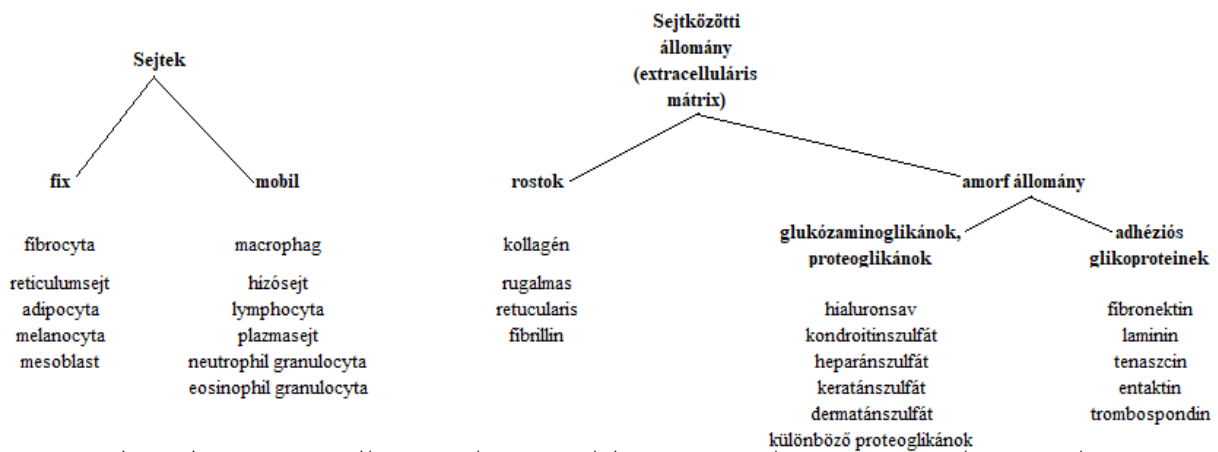 Sejtek
fix
mobil
fibrocyta
reticulumsejt
adipocyta
melanocyta
mesoblast
macrophag
hízósejt
lymphocyta
plazmasejt
neutrophil granulocyta
eosinophil granulocyta
Sejtközötti
állomány
(extracelluláris
mátrix)
rostok
amorf állomány
kollagén
rugalmas
retucularis
fibrillin
glukózaminoglikánok,
proteoglikánok
hialuronsav
kondroitinszulfát
heparánszulfát
keratánszulfát
dermatánszulfát
különböző proteoglikánok
adhéziós
glikoproteinek
fibronektin
laminin
tenaszcin
entaktin
trombospondin